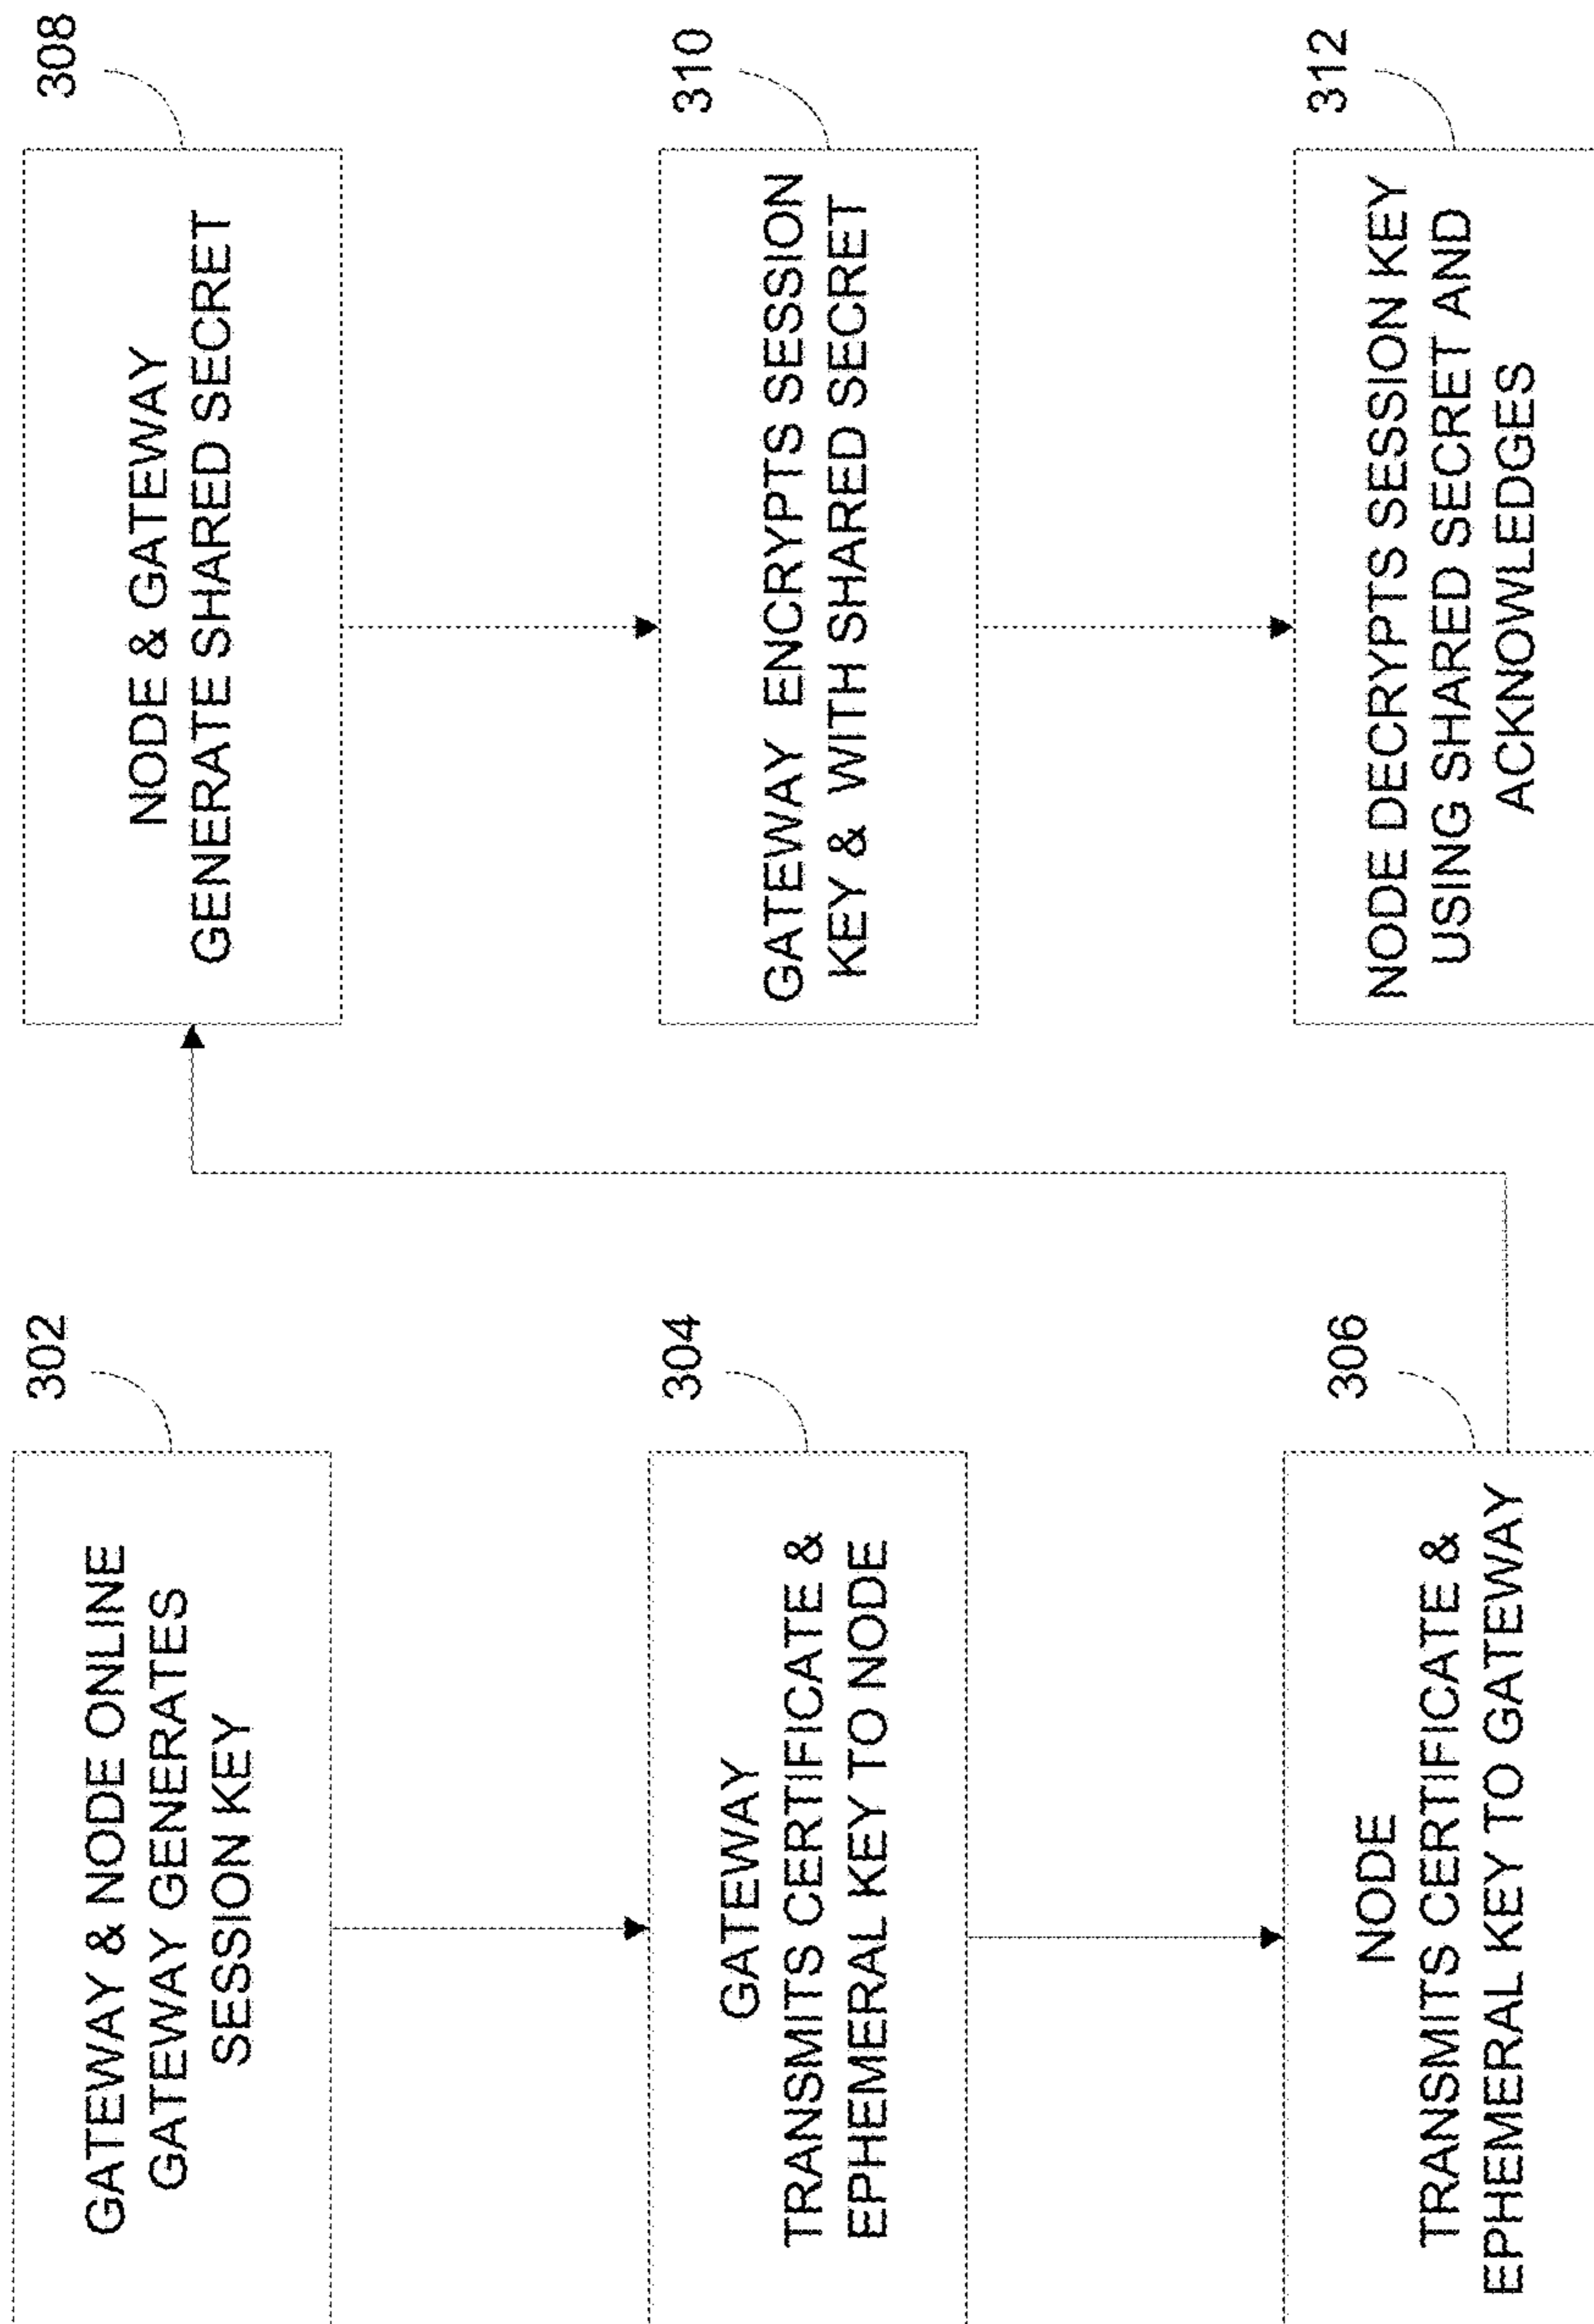 302
GATEWAY & NODE ONLINE
GATEWAY GENERATES
SESSION KEY
304
GATEWAY
TRANSMITS CERTIFICATE &
EPHEMERAL KEY TO NODE
306
NODE
TRANSMITS CERTIFICATE &
EPHEMERAL KEY TO GATEWAY
308
NODE & GATEWAY
GENERATE SHARED SECRET
310
GATEWAY ENCRYPTS SESSION
KEY & WITH SHARED SECRET
312
NODE DECRYPTS SESSION KEY
USING SHARED SECRET AND
ACKNOWLEDGES